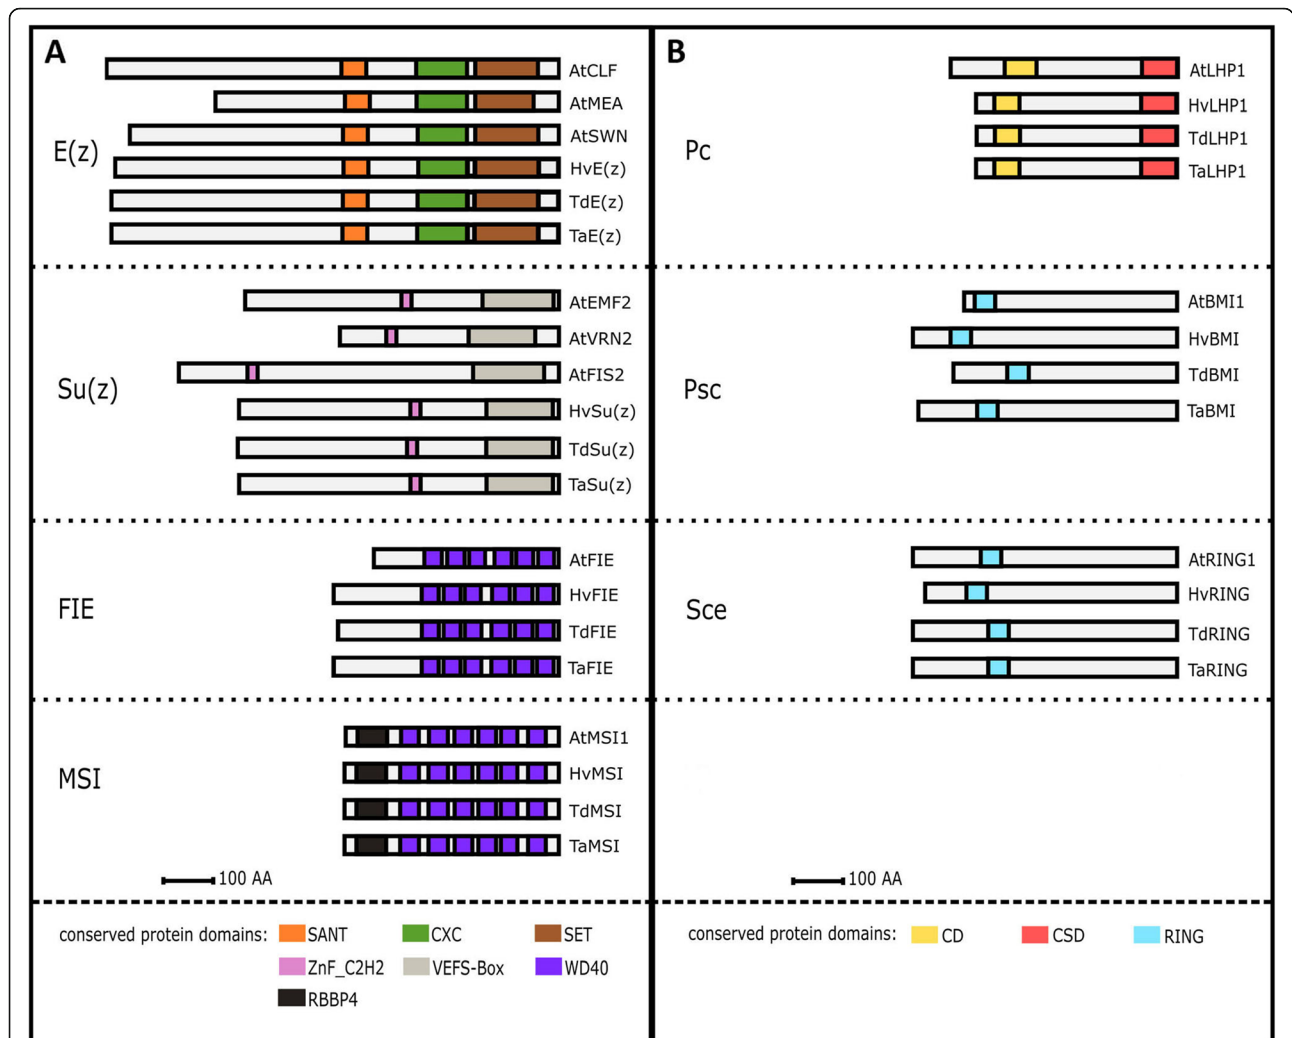 A
E(z)
AtCLF
AtMEA
AtSWN
HvE(z)
TdE(z)
TaE(z)
Su(z)
AtEMF2
AtVRN2
AtFIS2
HvSu(z)
TdSu(z)
TaSu(z)
FIE
AtFIE
HvFIE
TdFIE
TaFIE
MSI
AtMSI1
HvMSI
TdMSI
TaMSI
100 AA
conserved protein domains: SANT CXC SET
ZnF_C2H2 VEFS-Box WD40
RBBP4
B
Pc
AtLHP1
HvLHP1
TdLHP1
TaLHP1
Psc
AtBMI1
HvBMI
TdBMI
TaBMI
Sce
AtRING1
HvRING
TdRING
TaRING
100 AA
conserved protein domains: CD CSD RING